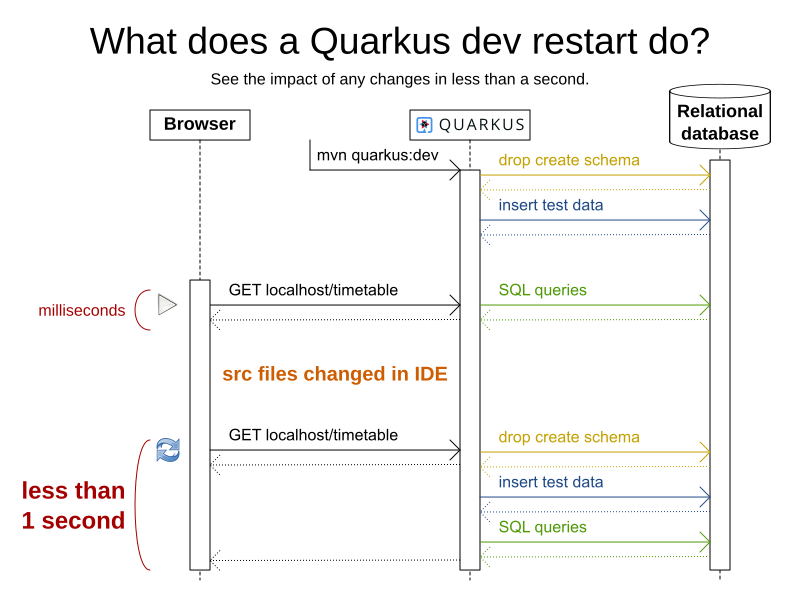 What does a Quarkus dev restart do?
See the impact of any changes in less than a second.
Browser
QUARKUS
Relational
database
mvn quarkus:dev
drop create schema
insert test data
milliseconds
GET localhost/timetable
SQL queries
src files changed in IDE
GET localhost/timetable
drop create schema
less than
1 second
insert test data
SQL queries